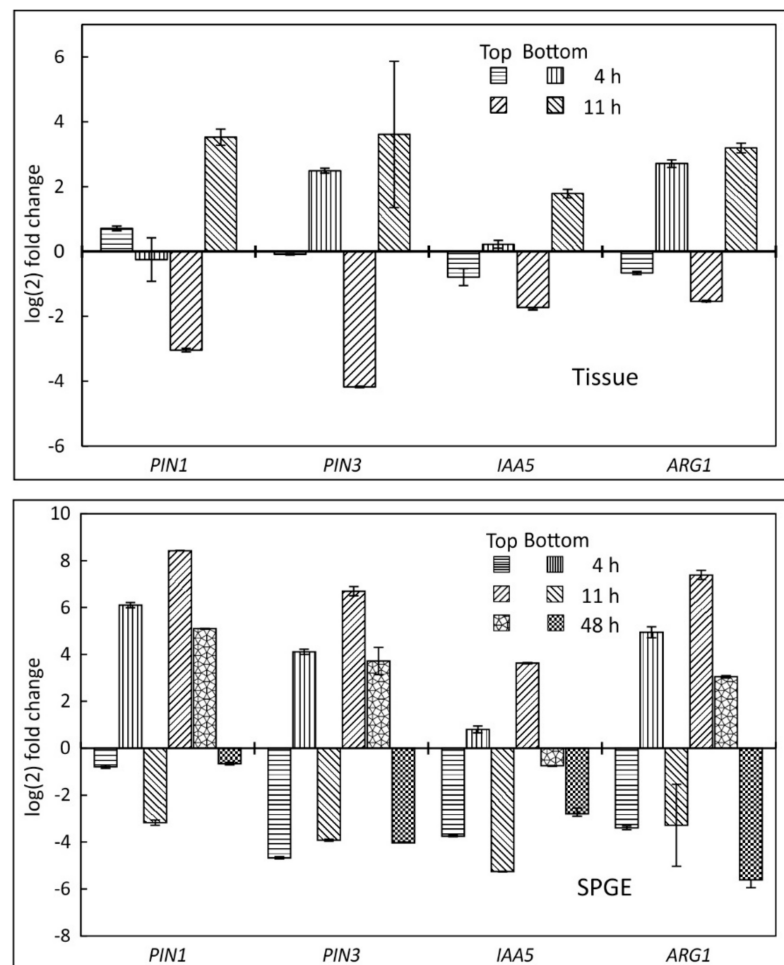 6
4
2
0
-2
-4
-6
log(2) fold change
Top Bottom
4 h
11 h
Tissue
PIN1 PIN3 IAA5 ARG1
10
8
6
4
2
0
-2
-4
-6
-8
log(2) fold change
Top Bottom
4 h
11 h
48 h
SPGE
PIN1 PIN3 IAA5 ARG1